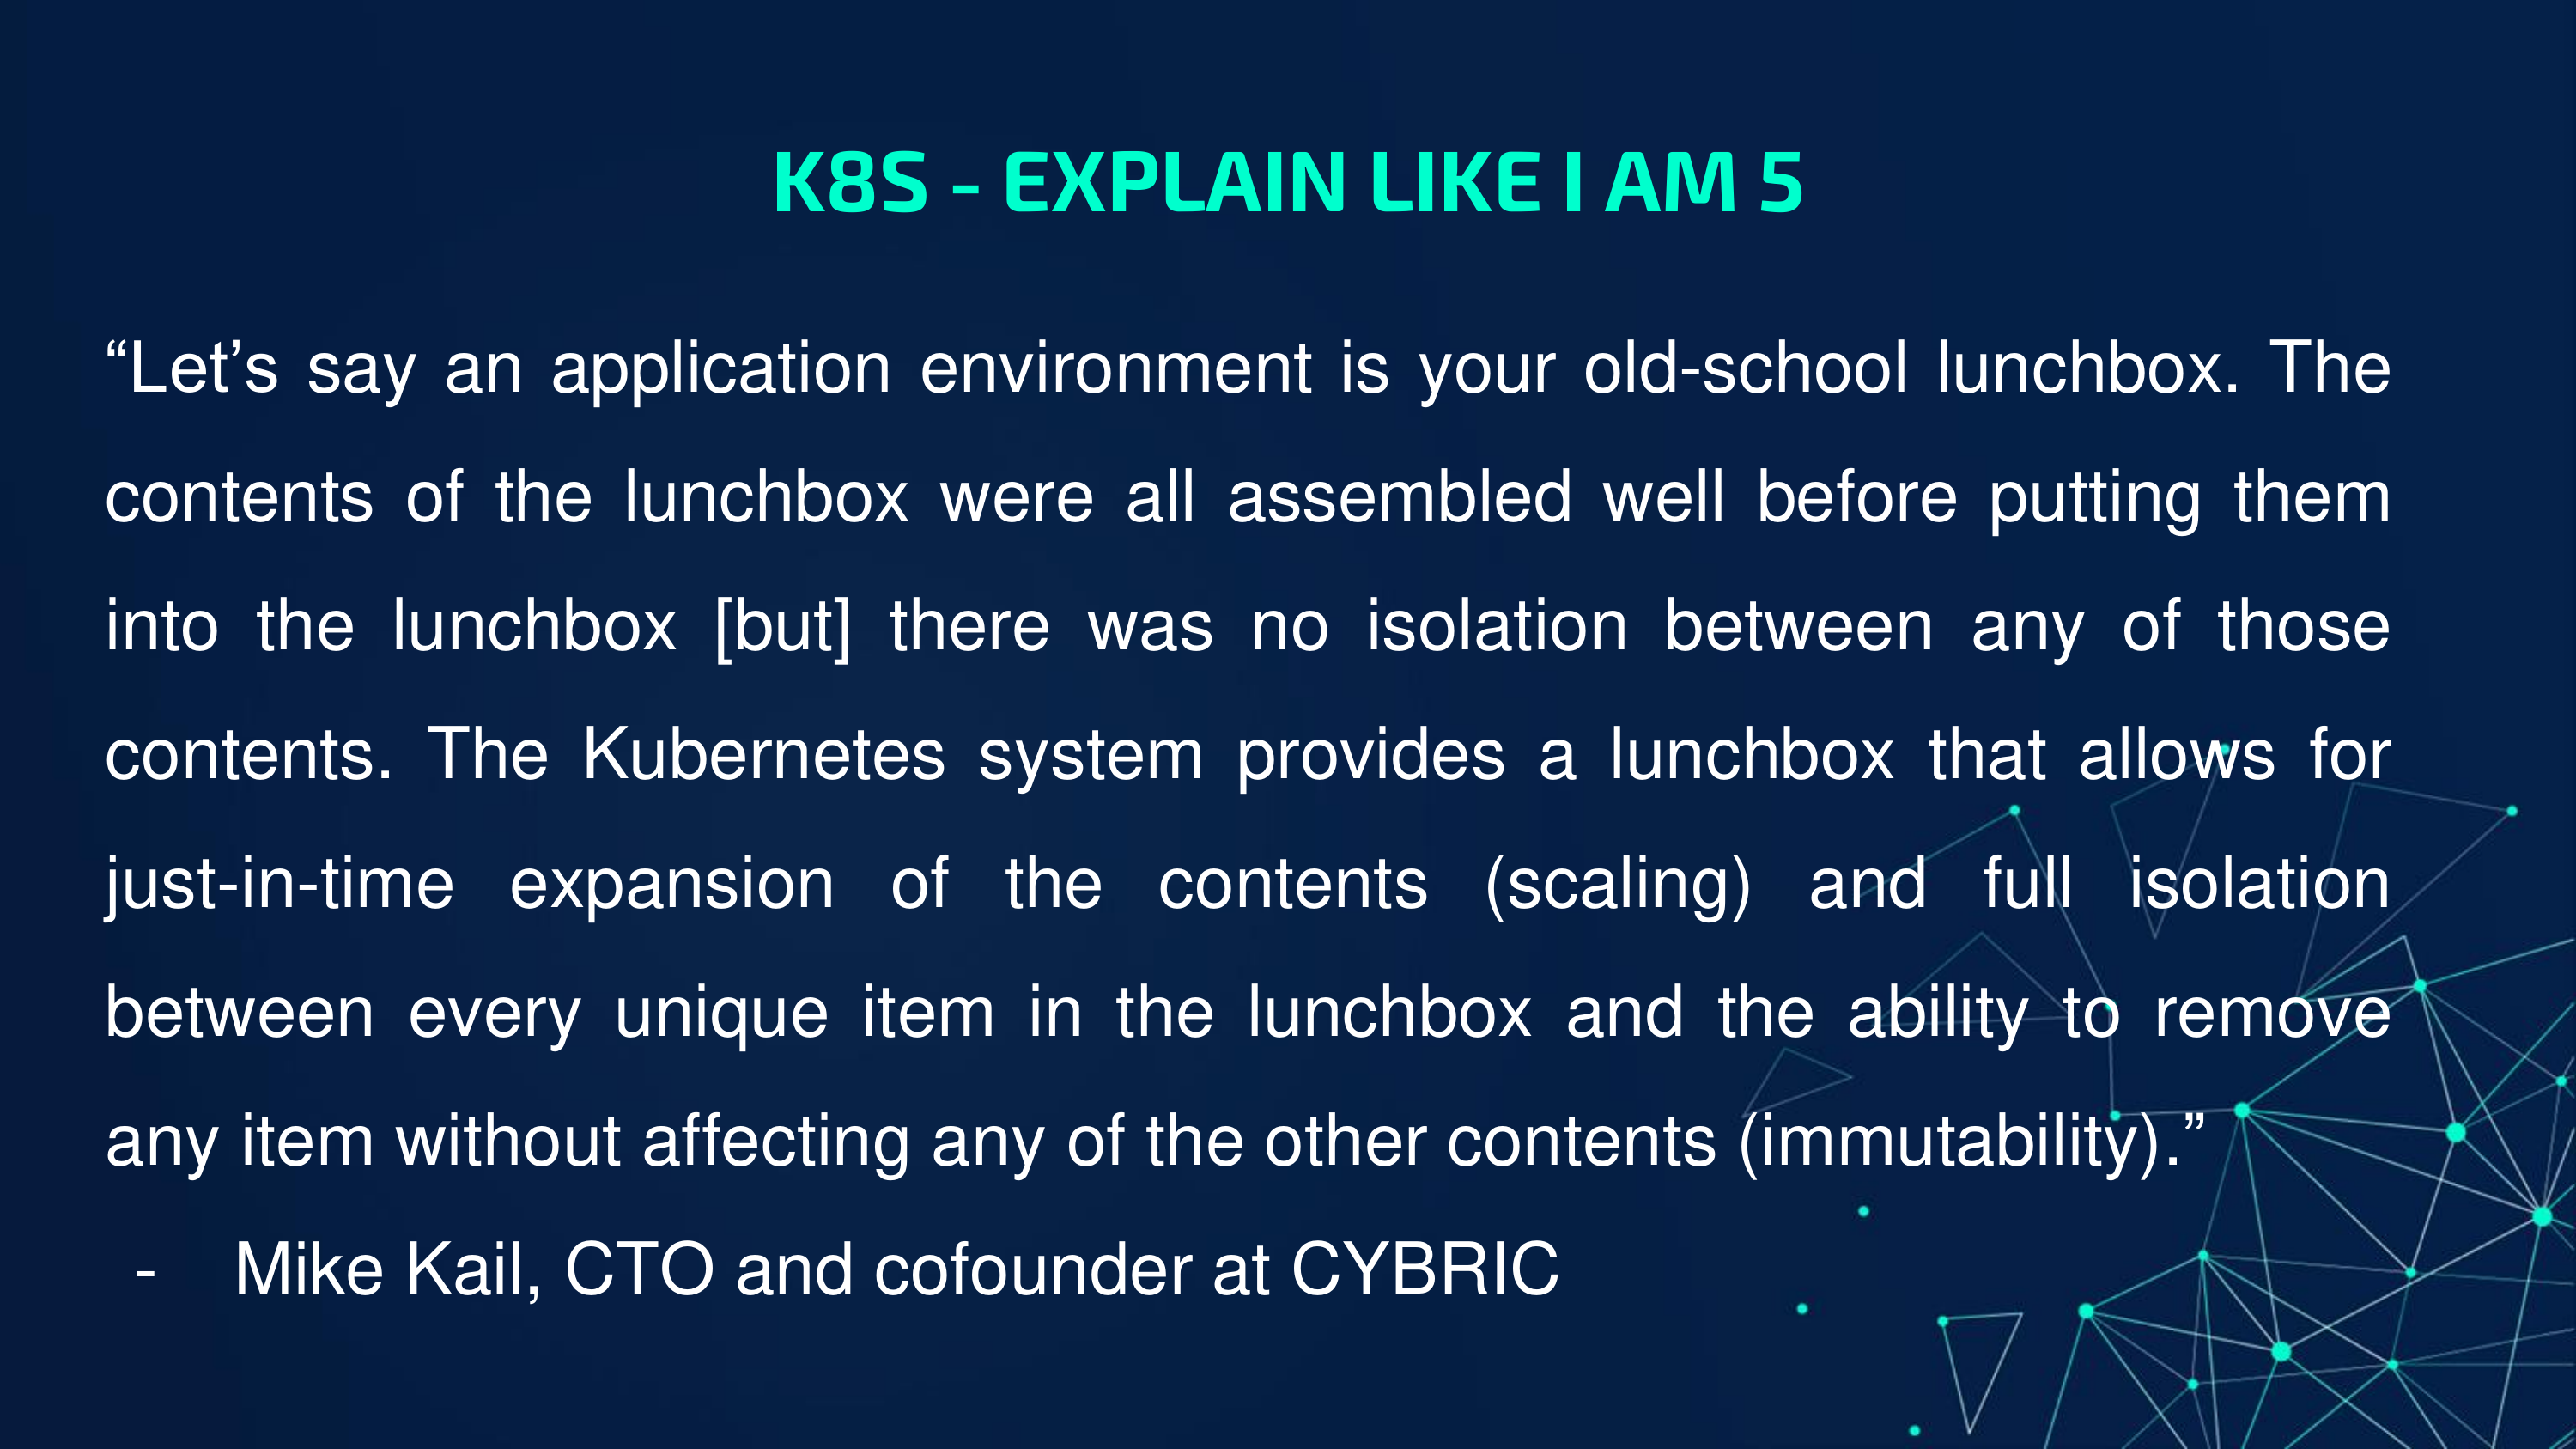 K8S - EXPLAIN LIKE I AM 5
“Let’s say an application environment is your old-school lunchbox. The
contents of the lunchbox were all assembled well before putting them
into the lunchbox [but] there was no isolation between any of those
contents. The Kubernetes system provides a lunchbox that allows for
just-in-time expansion of the contents (scaling) and full isolation
between every unique item in the lunchbox and the ability to remove
any item without affecting any of the other contents (immutability).”
- Mike Kail, CTO and cofounder at CYBRIC